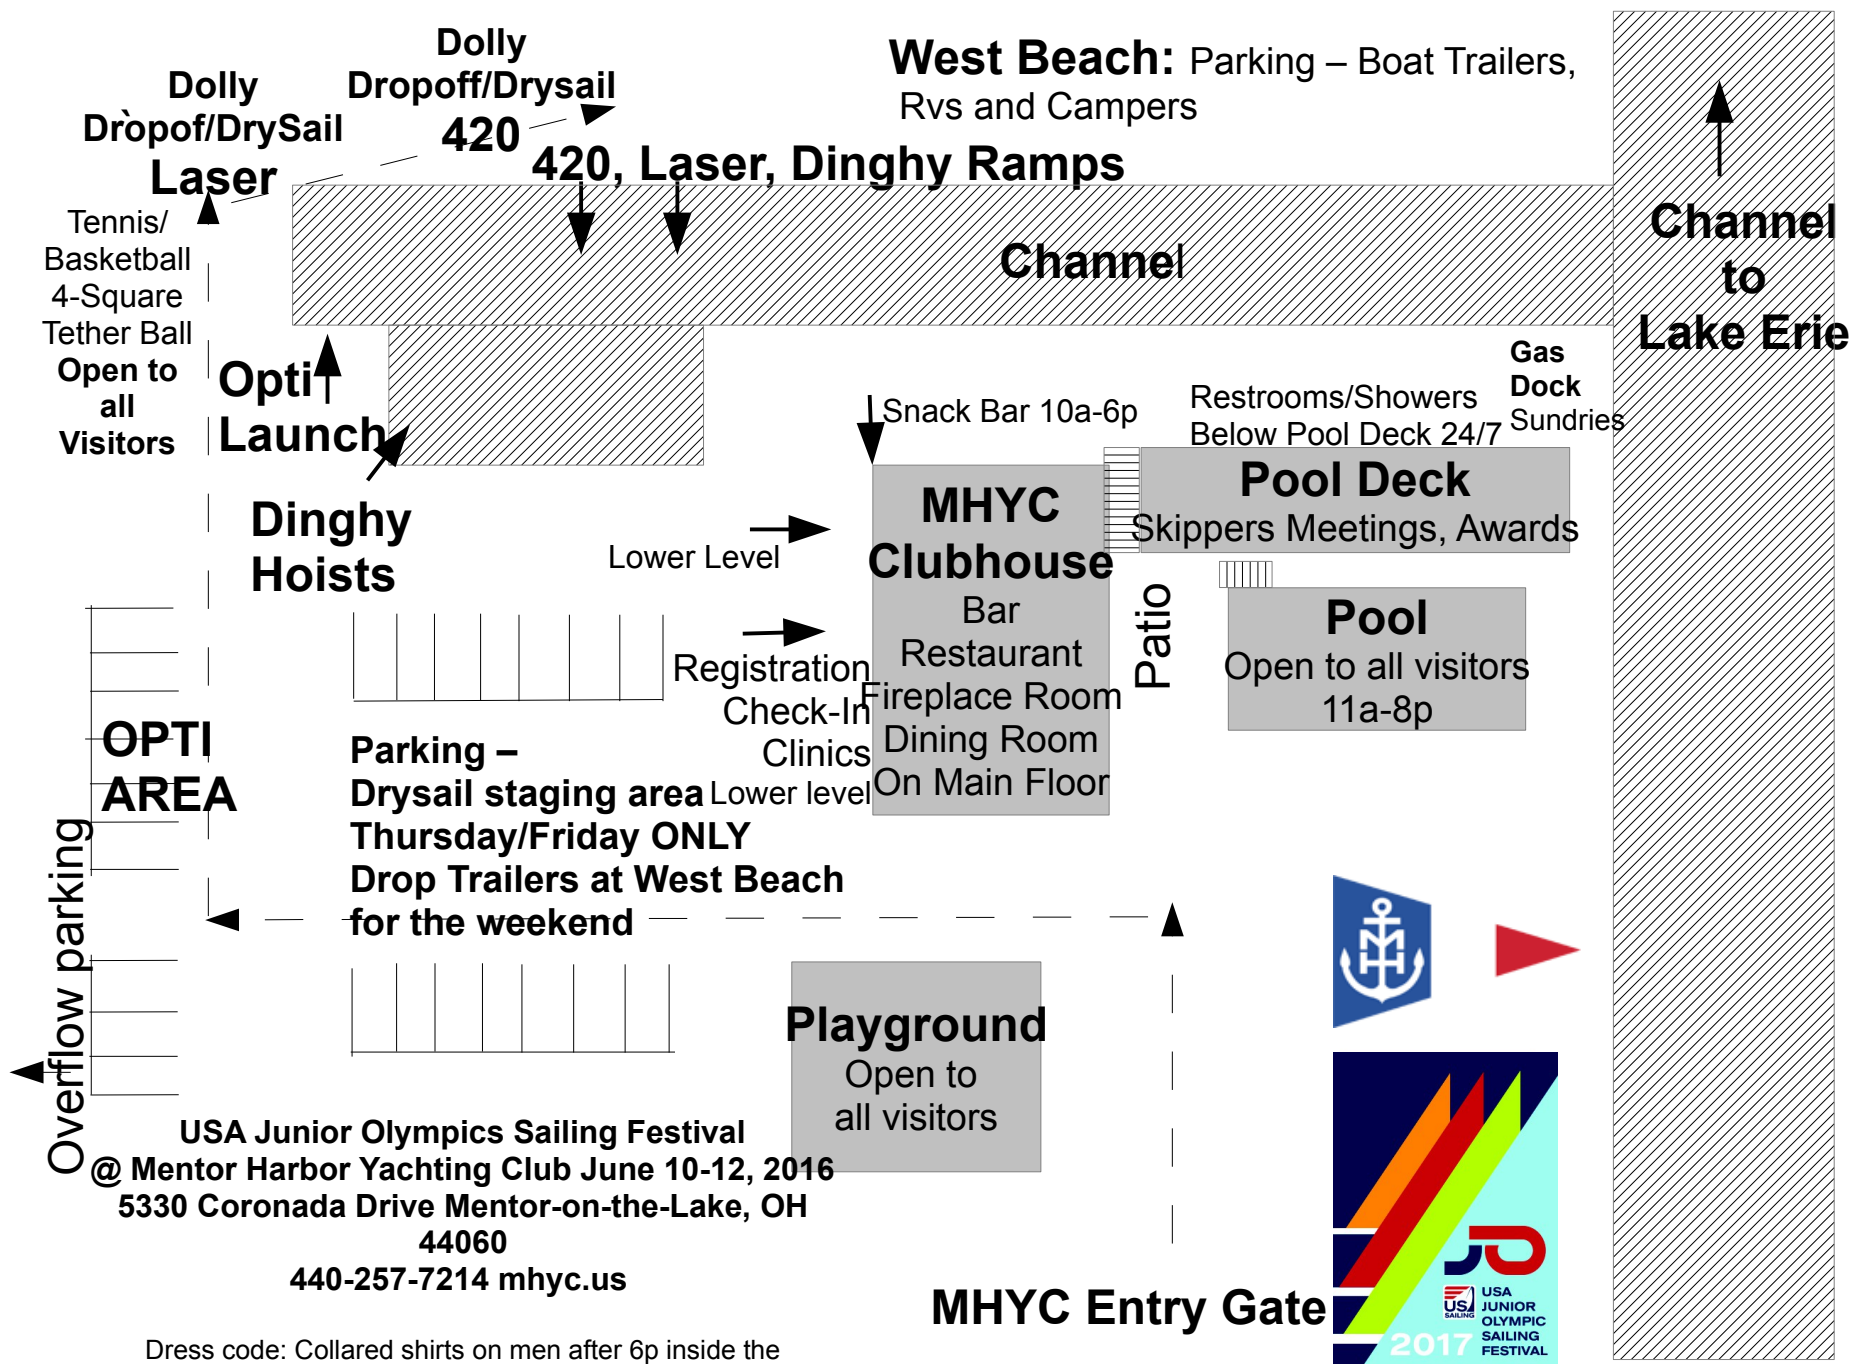 Dolly
Dropoff/Drysail
420
Dolly
Dròpof/DrySail
Laser
West Beach: Parking – Boat Trailers,
Rvs and Campers
420, Laser, Dinghy Ramps
Tennis/
Basketball
4-Square
Tether Ball
Open to
all
Visitors
Channel
Channel
to
Lake Erie
Opti
Launch
Dinghy
Hoists
Snack Bar 10a-6p
Restrooms/Showers
Below Pool Deck 24/7
Gas
Dock
Sundries
Lower Level
MHYC
Clubhouse
Bar
Restaurant
Fireplace Room
Dining Room
On Main Floor
Pool Deck
Skippers Meetings, Awards
Patio
Pool
Open to all visitors
11a-8p
Registration
Check-In
Clinics
Lower level
OPTI
AREA
Overflow parking
Parking –
Drysail staging area
Thursday/Friday ONLY
Drop Trailers at West Beach
for the weekend
Playground
Open to
all visitors
MH
USA Junior Olympics Sailing Festival
@ Mentor Harbor Yachting Club June 10-12, 2016
5330 Coronada Drive Mentor-on-the-Lake, OH
44060
440-257-7214 mhyc.us
MHYC Entry Gate
JO
US
SAILING
USA
JUNIOR
OLYMPIC
SAILING
FESTIVAL
2017
Dress code: Collared shirts on men after 6p inside the